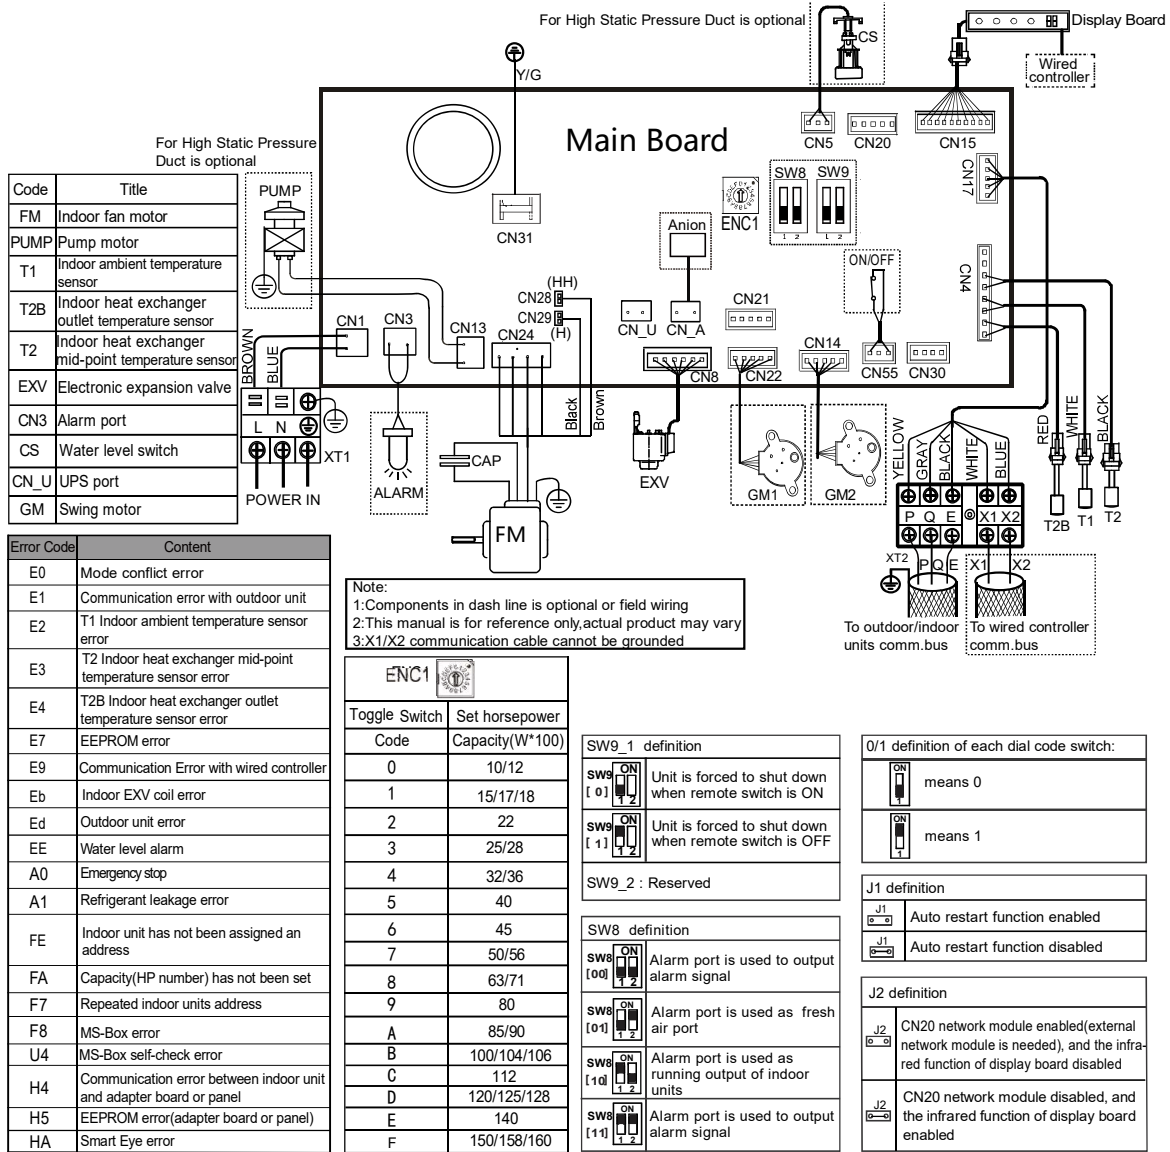 For High Static Pressure Duct is optional
CS
Display Board
Wired
controller
Y/G
Main Board
CN5
CN20
CN15
CN17
For High Static Pressure
Duct is optional
PUMP
CN31
ENC1
SW8
SW9
1 2
1 2
Anion
ON/OFF
CN4
Code Title
FM Indoor fan motor
PUMP Pump motor
T1 Indoor ambient temperature
sensor
T2B Indoor heat exchanger
outlet temperature sensor
T2 Indoor heat exchanger
mid-point temperature sensor
EXV Electronic expansion valve
CN3 Alarm port
CS Water level switch
CN_U UPS port
GM Swing motor
CN1
CN3
CN13
CN24
(HH)
CN28
CN29
(H)
CN_U
CN_A
CN21
CN8
CN22
CN14
CN55
CN30
BROWN
BLUE
L N
XT1
POWER IN
ALARM
CAP
FM
Black
Brown
EXV
GM1
GM2
YELLOW
GRAY
BLACK
WHITE
BLUE
RED
WHITE
BLACK
P Q E X1 X2
T2B
T1
T2
XT2
P Q E X1 X2
To outdoor/indoor
units comm.bus
To wired controller
comm.bus
Error Code Content
E0 Mode conflict error
E1 Communication error with outdoor unit
E2 T1 Indoor ambient temperature sensor
error
E3 T2 Indoor heat exchanger mid-point
temperature sensor error
E4 T2B Indoor heat exchanger outlet
temperature sensor error
E7 EEPROM error
E9 Communication Error with wired controller
Eb Indoor EXV coil error
Ed Outdoor unit error
EE Water level alarm
A0 Emergency stop
A1 Refrigerant leakage error
FE Indoor unit has not been assigned an
address
FA Capacity(HP number) has not been set
F7 Repeated indoor units address
F8 MS-Box error
U4 MS-Box self-check error
H4 Communication error between indoor unit
and adapter board or panel
H5 EEPROM error(adapter board or panel)
HA Smart Eye error
Note:
1:Components in dash line is optional or field wiring
2:This manual is for reference only,actual product may vary
3:X1/X2 communication cable cannot be grounded
ENC1
Toggle Switch Set horsepower
Code Capacity(W*100)
0 10/12
1 15/17/18
2 22
3 25/28
4 32/36
5 40
6 45
7 50/56
8 63/71
9 80
A 85/90
B 100/104/106
C 112
D 120/125/128
E 140
F 150/158/160
SW9_1 definition
SW9
[ 0]
ON
1 2
Unit is forced to shut down
when remote switch is ON
SW9
[ 1]
ON
1 2
Unit is forced to shut down
when remote switch is OFF
SW9_2 : Reserved
SW8 definition
SW8
[00]
ON
1 2
Alarm port is used to output
alarm signal
SW8
[01]
ON
1 2
Alarm port is used as fresh
air port
SW8
[10]
ON
1 2
Alarm port is used as
running output of indoor
units
SW8
[11]
ON
1 2
Alarm port is used to output
alarm signal
0/1 definition of each dial code switch:
ON
1
means 0
ON
1
means 1
J1 definition
J1
Auto restart function enabled
J1
Auto restart function disabled
J2 definition
J2
CN20 network module enabled(external
network module is needed), and the infra-
red function of display board disabled
J2
CN20 network module disabled, and
the infrared function of display board
enabled